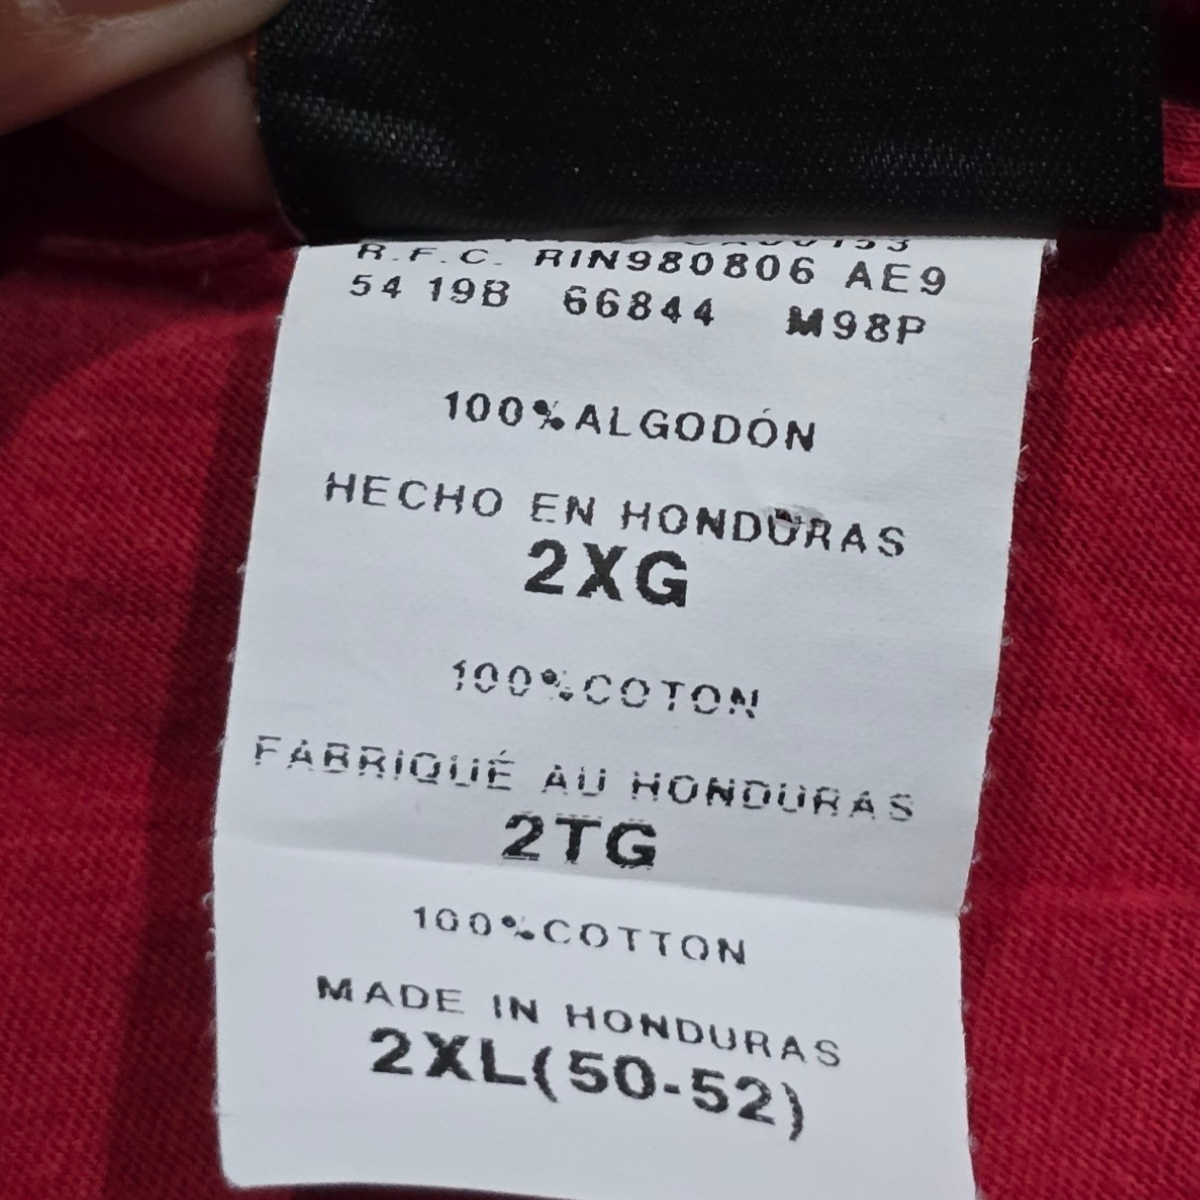 R.F.C. RIN980806 AE9
54 19B 66844 M98P
100%ALGODÓN
HECHO EN HONDURAS
2XG
100%COTON
FABRIQUÉ AU HONDURAS
2TG
100%COTTON
MADE IN HONDURAS
2XL(50-52)